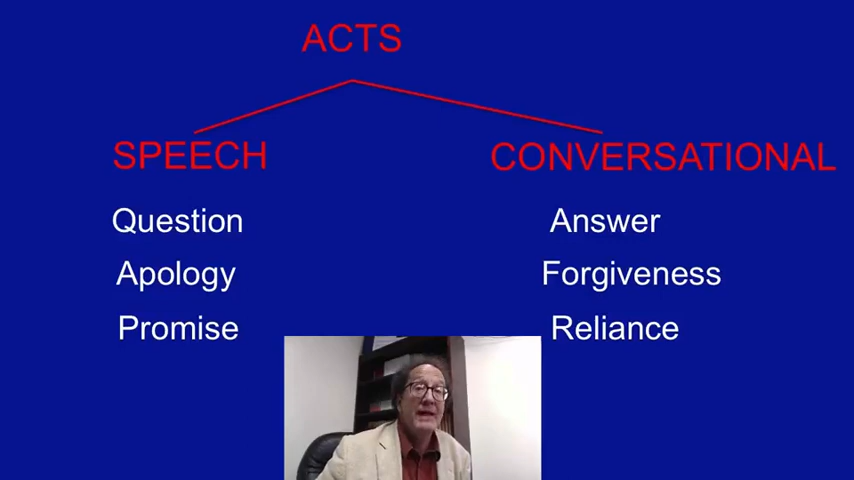 ACTS
SPEECH CONVERSATIONAL
Question Answer
Apology Forgiveness
Promise Reliance